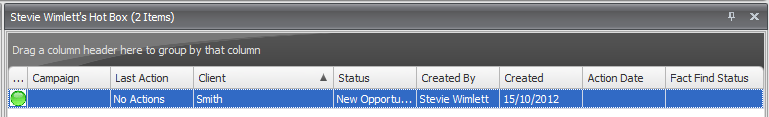 Stevie Wimlett's Hot Box (2 Items)
Drag a column header here to group by that column
... Campaign Last Action Client Status Created By Created Action Date Fact Find Status
No Actions Smith New Opportu... Stevie Wimlett 15/10/2012